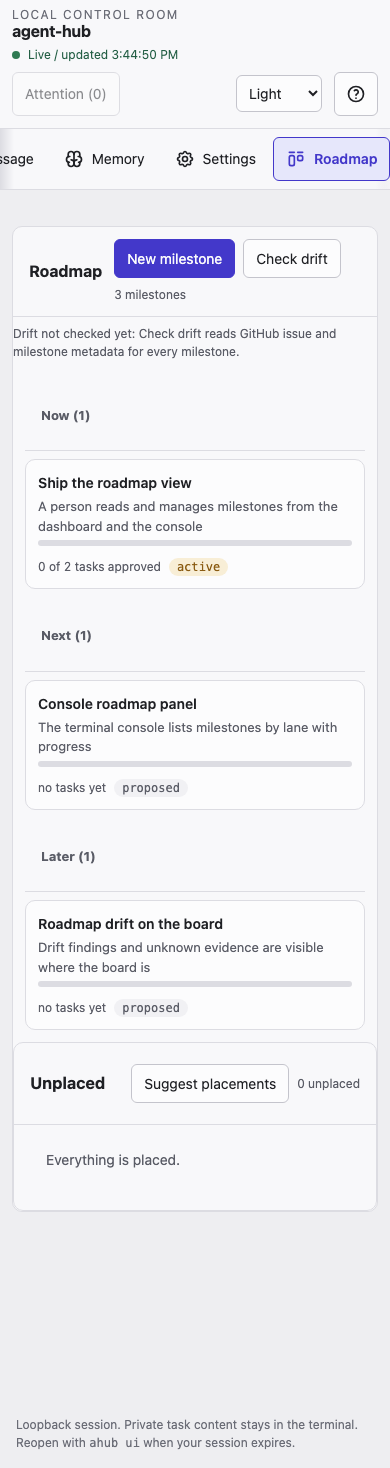 LOCAL CONTROL ROOM
agent-hub
Live / updated 3:44:50 PM
Attention (0)
Light
ssage
Memory
Settings
Roadmap
Roadmap
New milestone
Check drift
3 milestones
Drift not checked yet: Check drift reads GitHub issue and
milestone metadata for every milestone.
Now (1)
Ship the roadmap view
A person reads and manages milestones from the
dashboard and the console
0 of 2 tasks approved active
Next (1)
Console roadmap panel
The terminal console lists milestones by lane with
progress
no tasks yet proposed
Later (1)
Roadmap drift on the board
Drift findings and unknown evidence are visible
where the board is
no tasks yet proposed
Unplaced
Suggest placements
0 unplaced
Everything is placed.
Loopback session. Private task content stays in the terminal.
Reopen with ahub ui when your session expires.